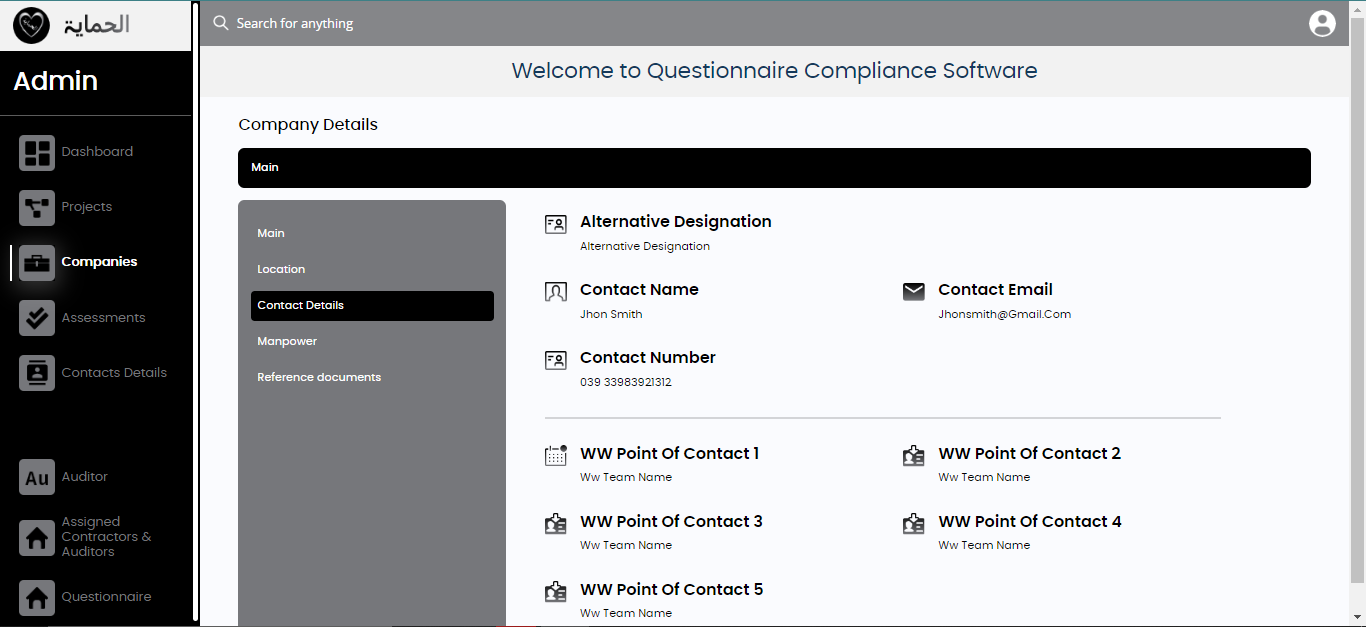 الحماية
Search for anything
Admin
Welcome to Questionnaire Compliance Software
Dashboard
Projects
Companies
Assessments
Contacts Details
Au
Auditor
Assigned
Contractors &
Auditors
Questionnaire
Company Details
Main
Main
Location
Contact Details
Manpower
Reference documents
Alternative Designation
Alternative Designation
Contact Name
Jhon Smith
Contact Email
Jhonsmith@Gmail.Com
Contact Number
039 33983921312
WW Point Of Contact 1
Ww Team Name
WW Point Of Contact 2
Ww Team Name
WW Point Of Contact 3
Ww Team Name
WW Point Of Contact 4
Ww Team Name
WW Point Of Contact 5
Ww Team Name